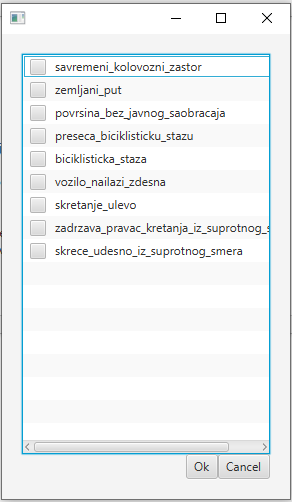 savremeni_kolovozni_zastor
zemljani_put
povrsina_bez_javnog_saobracaja
preseca_biciklisticku_stazu
biciklisticka_staza
vozilo_nailazi_zdesna
skretanje_ulevo
zadrzava_pravac_kretanja_iz_suprotnog_s
skrece_udesno_iz_suprotnog_smera
Ok Cancel